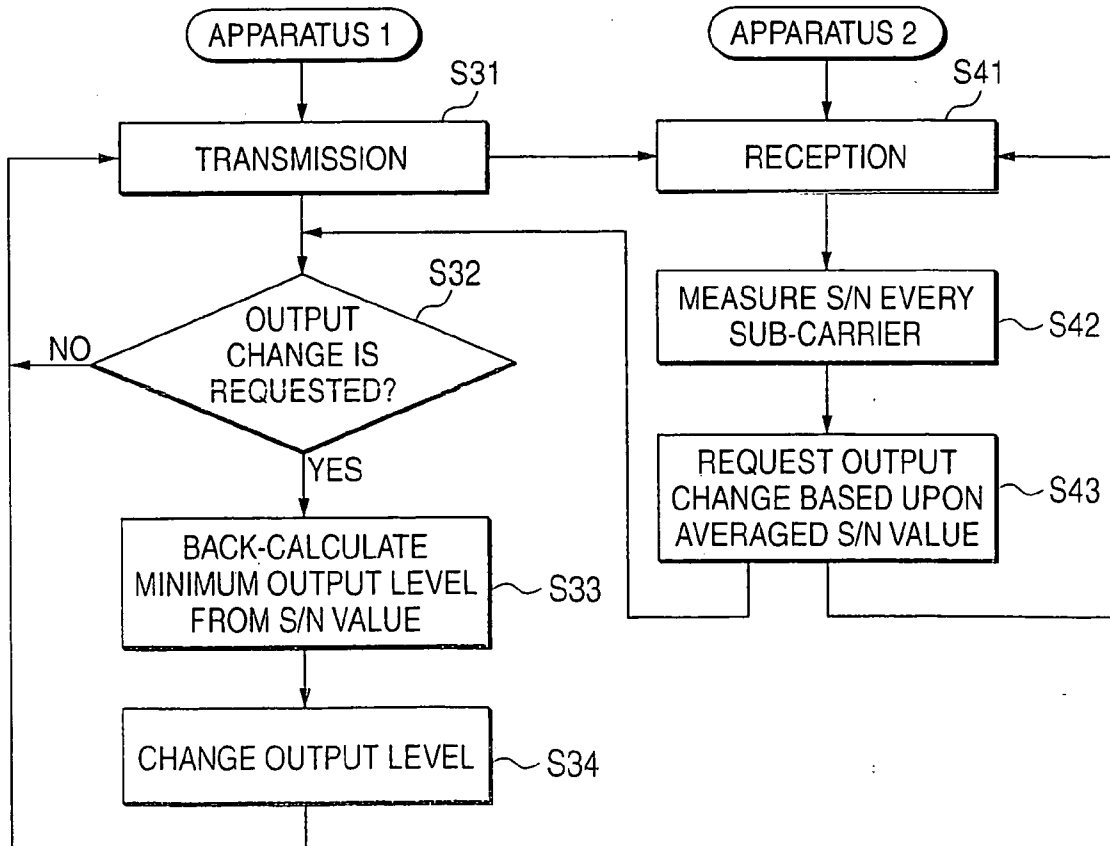 APPARATUS 1
APPARATUS 2
S31
S41
TRANSMISSION
RECEPTION
S32
OUTPUT
CHANGE IS
REQUESTED?
NO
YES
MEASURE S/N EVERY
SUB-CARRIER
S42
REQUEST OUTPUT
CHANGE BASED UPON
AVERAGED S/N VALUE
S43
BACK-CALCULATE
MINIMUM OUTPUT LEVEL
FROM S/N VALUE
S33
CHANGE OUTPUT LEVEL
S34